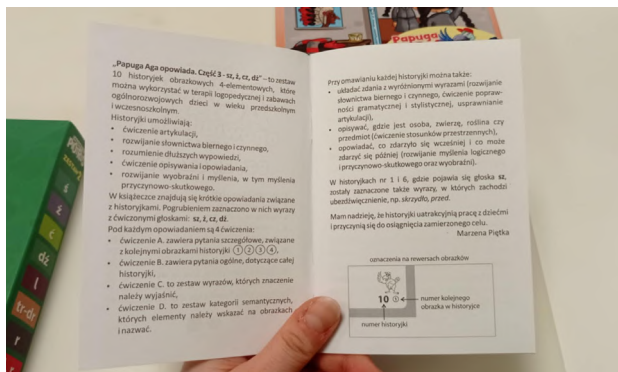 Papuga
„Papuga Aga opowiada. Część 3 - sz, ż, cz, dż" – to zestaw
10 historyjek obrazkowych 4-elementowych, które
można wykorzystać w terapii logopedycznej i zabawach
ogólnorozwojowych dzieci w wieku przedszkolnym
i wczesnoszkolnym.
Historyjki umożliwiają:
• ćwiczenie artykulacji,
• rozwijanie słownictwa biernego i czynnego,
• rozumienie dłuższych wypowiedzi,
• ćwiczenie opisywania i opowiadania,
• rozwijanie wyobraźni i myślenia, w tym myślenia
przyczynowo-skutkowego.
W książeczce znajdują się krótkie opowiadania związane
z historyjkami. Pogrubieniem zaznaczono w nich wyrazy
z ćwiczonymi głoskami: sz, ż, cz, dż.
Pod każdym opowiadaniem są 4 ćwiczenia:
• ćwiczenie A. zawiera pytania szczegółowe, związane
z kolejnymi obrazkami historyjki ①②③④,
• ćwiczenie B. zawiera pytania ogólne, dotyczące całej
historyjki,
• ćwiczenie C. to zestaw wyrazów, których znaczenie
należy wyjaśnić,
• ćwiczenie D. to zestaw kategorii semantycznych,
których elementy należy wskazać na obrazkach
i nazwać.
Przy omawianiu każdej historyjki można także:
• układać zdania z wyróżnionymi wyrazami (rozwijanie
słownictwa biernego i czynnego, ćwiczenie popraw-
ności gramatycznej i stylistycznej, usprawnianie
artykulacji),
• opisywać, gdzie jest osoba, zwierzę, roślina czy
przedmiot (ćwiczenie stosunków przestrzennych),
• opowiadać, co zdarzyło się wcześniej i co może
zdarzyć się później (rozwijanie myślenia logicznego
i przyczynowo-skutkowego oraz wyobraźni).
W historyjkach nr 1 i 6, gdzie pojawia się głoska sz,
zostały zaznaczone także wyrazy, w których zachodzi
ubezdźwięcznienie, np. skrzydło, przed.
Mam nadzieję, że historyjki uatrakcyjnią pracę z dziećmi
i przyczynią się do osiągnięcia zamierzonego celu.
Marzena Piętka
oznaczenia na rewersach obrazków
10 ①
numer kolejnego
obrazka w historyjce
numer historyjki
ś
ź
ć
dź
l
tr-dr
r